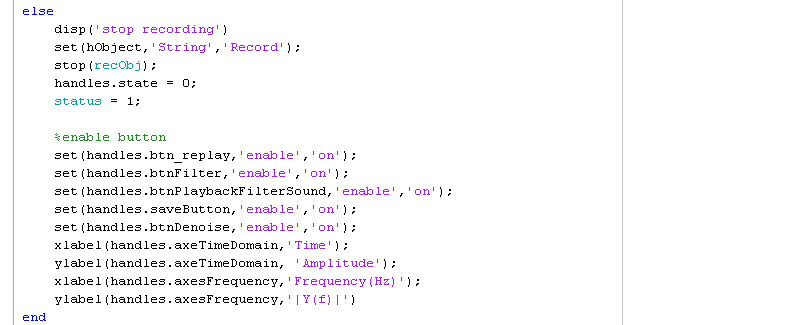 else
disp('stop recording')
set(hObject,'String','Record');
stop(recObj);
handles.state = 0;
status = 1;
%enable button
set(handles.btn_replay,'enable','on');
set(handles.btnFilter,'enable','on');
set(handles.btnPlaybackFilterSound,'enable','on');
set(handles.saveButton,'enable','on');
set(handles.btnDenoise,'enable','on');
xlabel(handles.axeTimeDomain,'Time');
ylabel(handles.axeTimeDomain, 'Amplitude');
xlabel(handles.axesFrequency,'Frequency(Hz)');
ylabel(handles.axesFrequency,'|Y(f)|')
end